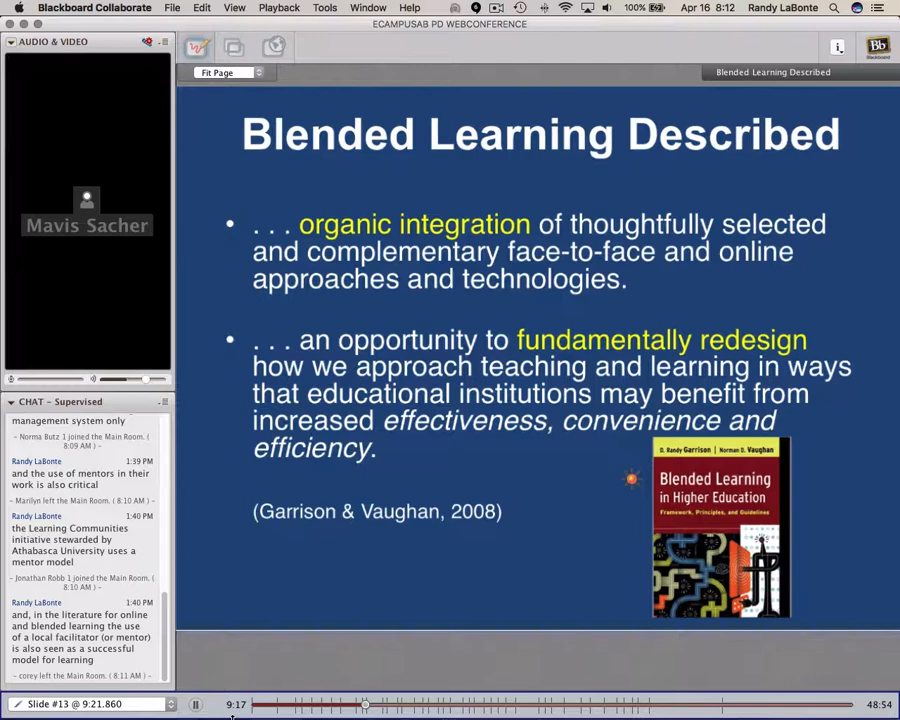 Blackboard Collaborate File Edit View Playback Tools Window Help 100% Apr 16 8:12 Randy LaBonte
ECAMPUSAB PD WEBCONFERENCE
AUDIO & VIDEO
Fit Page
i
Bb
Blackboard
Blended Learning Described
Mavis Sacher
CHAT - Supervised
management system only
- Norma Butz 1 joined the Main Room. (
8:09 AM ) -
Randy LaBonte 1:39 PM
and the use of mentors in their
work is also critical
- Marilyn left the Main Room. ( 8:10 AM ) -
Randy LaBonte 1:40 PM
the Learning Communities
initiative stewarded by
Athabasca University uses a
mentor model
- Jonathan Robb 1 joined the Main Room. (
8:10 AM ) -
Randy LaBonte 1:40 PM
and, in the literature for online
and blended learning the use
of a local facilitator (or mentor)
is also seen as a successful
model for learning
- corey left the Main Room. ( 8:11 AM ) -
Blended Learning Described
• . . . organic integration of thoughtfully selected
and complementary face-to-face and online
approaches and technologies.
• . . . an opportunity to fundamentally redesign
how we approach teaching and learning in ways
that educational institutions may benefit from
increased effectiveness, convenience and
efficiency.
(Garrison & Vaughan, 2008)
D. Randy Garrison | Norman D. Vaughan
Blended Learning
in Higher Education
Framework, Principles, and Guidelines
Slide #13 @ 9:21.860
9:17
48:54